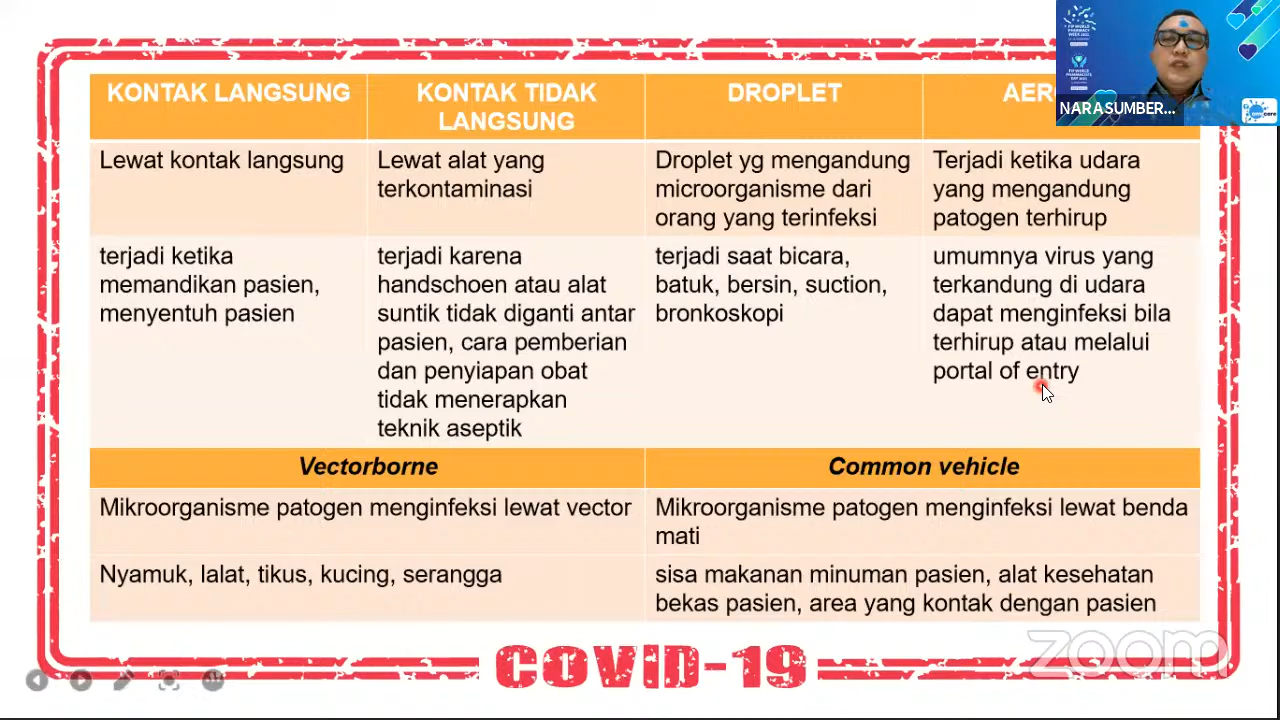 KONTAK LANGSUNG
KONTAK TIDAK
LANGSUNG
DROPLET
Lewat kontak langsung
Lewat alat yang
terkontaminasi
Droplet yg mengandung
microorganisme dari
orang yang terinfeksi
Terjadi ketika udara
yang mengandung
patogen terhirup
terjadi ketika
memandikan pasien,
menyentuh pasien
terjadi karena
handschoen atau alat
suntik tidak diganti antar
pasien, cara pemberian
dan penyiapan obat
tidak menerapkan
teknik aseptik
terjadi saat bicara,
batuk, bersin, suction,
bronkoskopi
umumnya virus yang
terkandung di udara
dapat menginfeksi bila
terhirup atau melalui
portal of entry
Vectorborne
Common vehicle
Mikroorganisme patogen menginfeksi lewat vector
Mikroorganisme patogen menginfeksi lewat benda
mati
Nyamuk, lalat, tikus, kucing, serangga
sisa makanan minuman pasien, alat kesehatan
bekas pasien, area yang kontak dengan pasien
COVID-19
zoom
NARASUMBER...